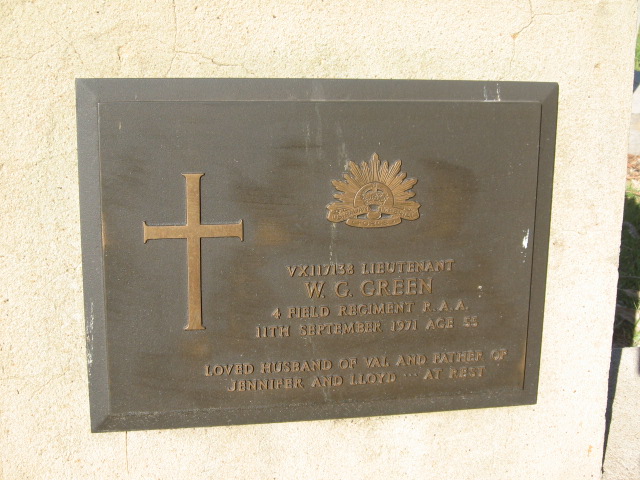 VX117138 LIEUTENANT
W. G. GREEN
4 FIELD REGIMENT R.A.A.
11TH SEPTEMBER 1971 AGE 55
LOVED HUSBAND OF VAL AND FATHER OF
JENNIFER AND LLOYD .... AT REST